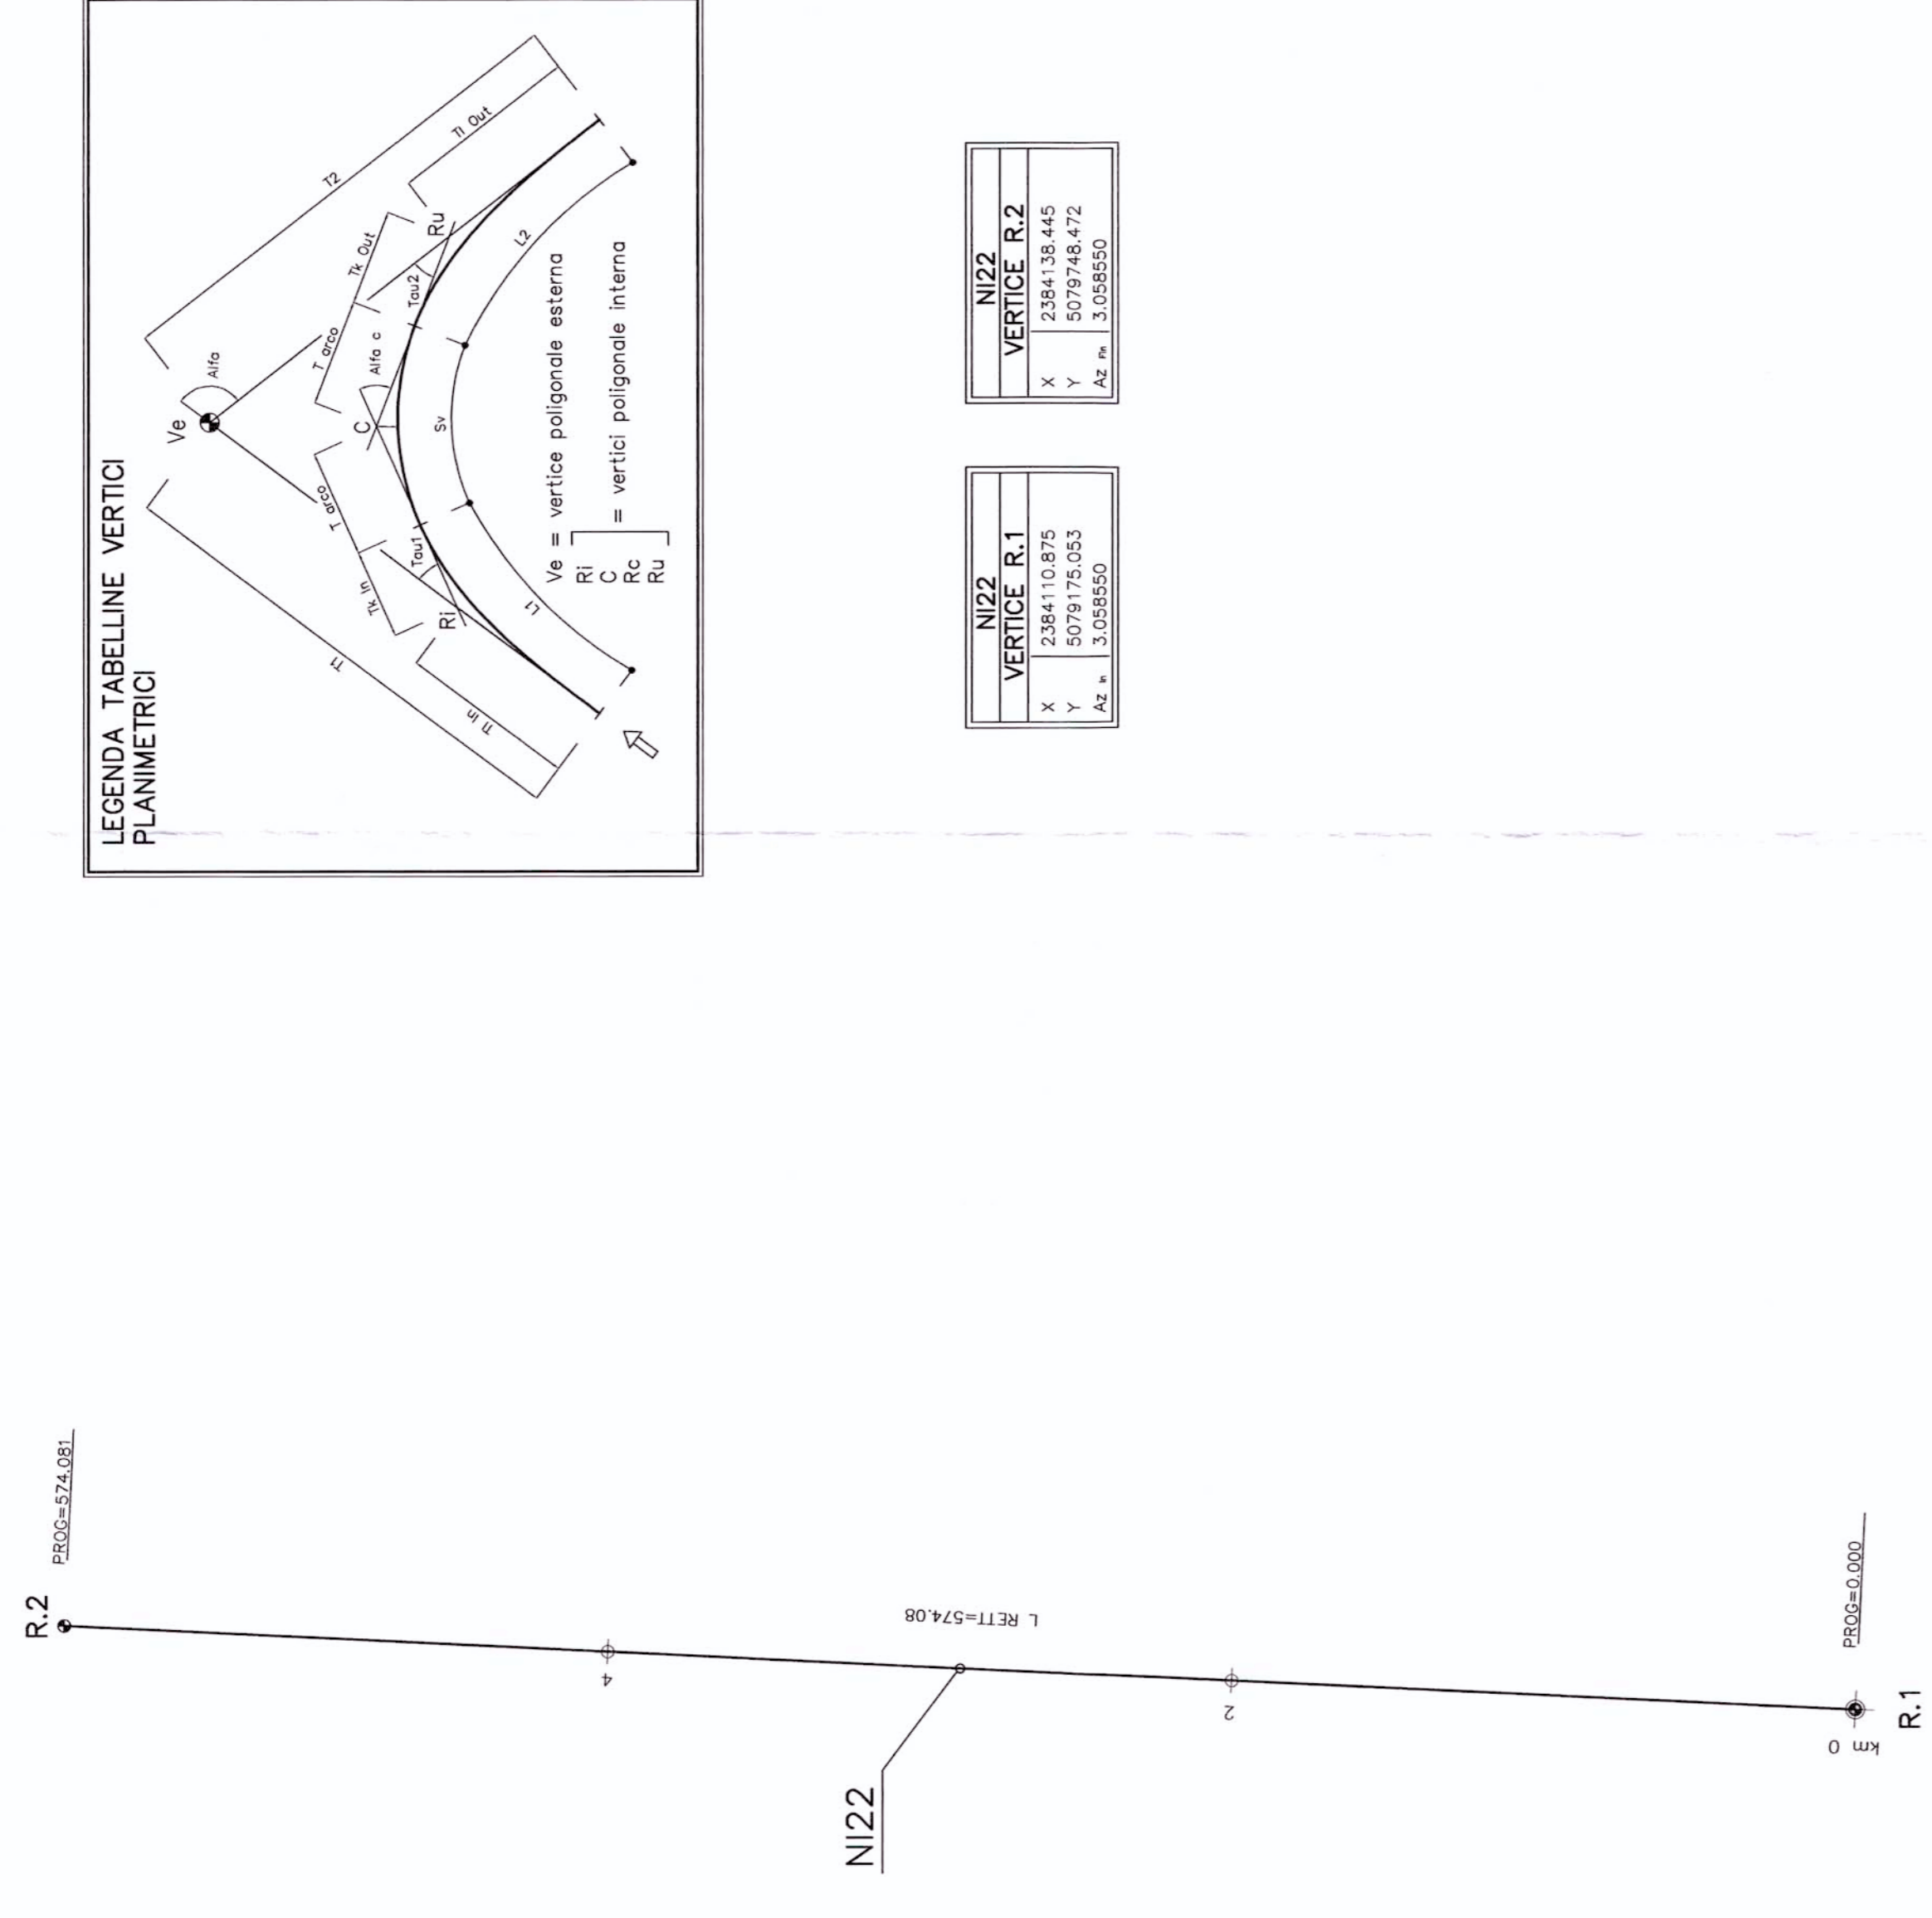 LEGENDA TABELLINE VERTICI
PLANIMETRICI
Ve
Alfa
T1
T2
T arco
T arco
Tk In
Tk Out
Tl In
Tl Out
C
Alfa c
Tau1
Tau2
Ri
Ru
L1
Sv
L2
Ve = vertice poligonale esterna
Ri
C
Rc
Ru
= vertici poligonale interna
NI22
VERTICE R.1
X 2384110.875
Y 5079175.053
Az In 3.058550
NI22
VERTICE R.2
X 2384138.445
Y 5079748.472
Az Fin 3.058550
R.2
PROG=574.081
4
L RETT=574.08
NI22
2
PROG=0.000
km 0
R.1